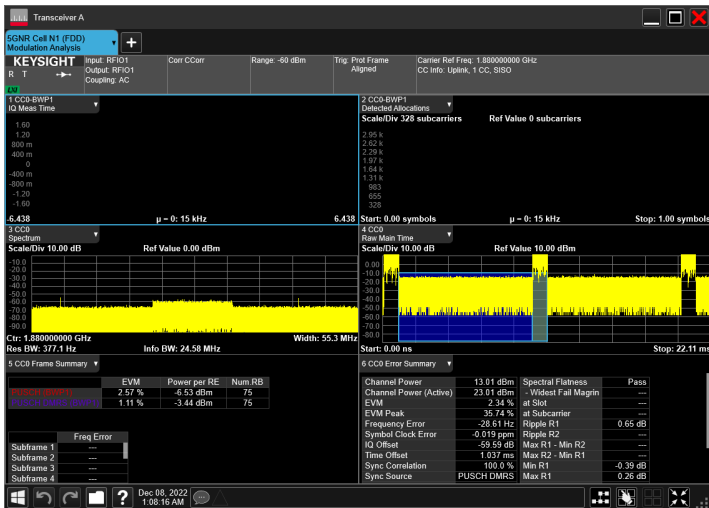 Transceiver A
5GNR Cell N1 (FDD)
Modulation Analysis
KEYSIGHT
R T
LXI
Input: RFIO1
Output: RFIO1
Coupling: AC
Corr CCorr
Range: -60 dBm
Trig: Prot Frame
Aligned
Carrier Ref Freq: 1.880000000 GHz
CC Info: Uplink, 1 CC, SISO
1 CC0-BWP1
IQ Meas Time
1.60
1.20
800 m
400 m
0
-400 m
-800 m
-1.20
-1.60
-6.438
μ = 0: 15 kHz
6.438
2 CC0-BWP1
Detected Allocations
Scale/Div 328 subcarriers
Ref Value 0 subcarriers
2.95 k
2.62 k
2.29 k
1.97 k
1.64 k
1.31 k
983
655
328
Start: 0.00 symbols
μ = 0: 15 kHz
Stop: 1.00 symbols
3 CC0
Spectrum
Scale/Div 10.00 dB
Ref Value 0.00 dBm
-10.0
-20.0
-30.0
-40.0
-50.0
-60.0
-70.0
-80.0
-90.0
Ctr: 1.880000000 GHz
Width: 55.3 MHz
Res BW: 377.1 Hz
Info BW: 24.58 MHz
4 CC0
Raw Main Time
Scale/Div 10.00 dB
Ref Value 10.00 dBm
0.00
-10.0
-20.0
-30.0
-40.0
-50.0
-60.0
-70.0
-80.0
Start: 0.00 ns
Stop: 22.11 ms
5 CC0 Frame Summary
EVM Power per RE Num.RB
2.57 % -6.53 dBm 75
1.11 % -3.44 dBm 75
Freq Error
Subframe 1 ---
Subframe 2 ---
Subframe 3 ---
Subframe 4 ---
6 CC0 Error Summary
Channel Power 13.01 dBm Spectral Flatness Pass
Channel Power (Active) 23.01 dBm - Widest Fail Magrin ---
EVM 2.34 % at Slot ---
EVM Peak 35.74 % at Subcarrier ---
Frequency Error -28.61 Hz Ripple R1 0.65 dB
Symbol Clock Error -0.019 ppm Ripple R2 ---
IQ Offset -59.59 dB Max R1 - Min R2 ---
Time Offset 1.037 ms Max R2 - Min R1 ---
Sync Correlation 100.0 % Min R1 -0.39 dB
Sync Source PUSCH DMRS Max R1 0.26 dB
Dec 08, 2022
1:08:16 AM